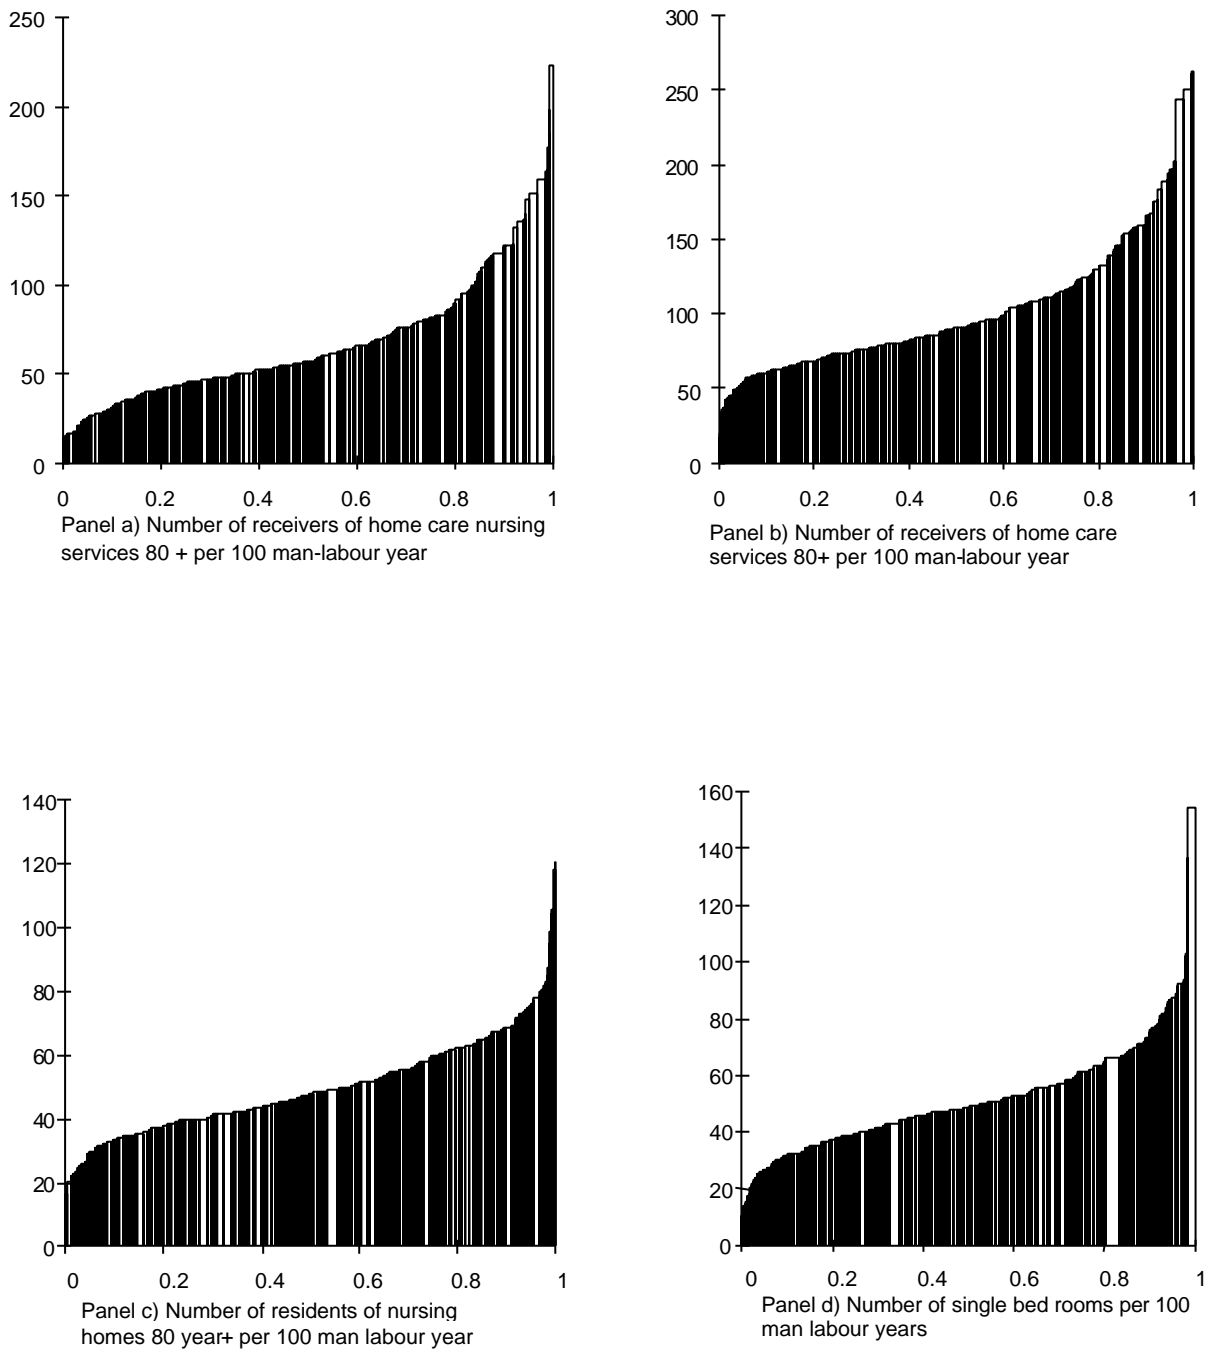 250
200
150
100
50
0
0 0.2 0.4 0.6 0.8 1
Panel a) Number of receivers of home care nursing
services 80 + per 100 man-labour year
300
250
200
150
100
50
0
0 0.2 0.4 0.6 0.8 1
Panel b) Number of receivers of home care
services 80+ per 100 man-labour year
140
120
100
80
60
40
20
0
0 0.2 0.4 0.6 0.8 1
Panel c) Number of residents of nursing
homes 80 year+ per 100 man labour year
160
140
120
100
80
60
40
20
0
0 0.2 0.4 0.6 0.8 1
Panel d) Number of single bed rooms per 100
man labour years